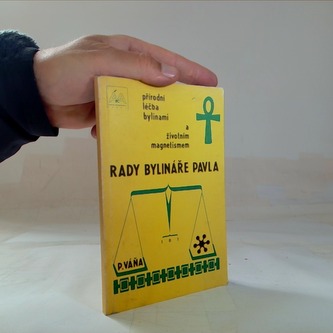 přírodní
léčba
bylinami
a
životním
magnetismem
RADY BYLINÁŘE PAVLA
P.VÁŇA